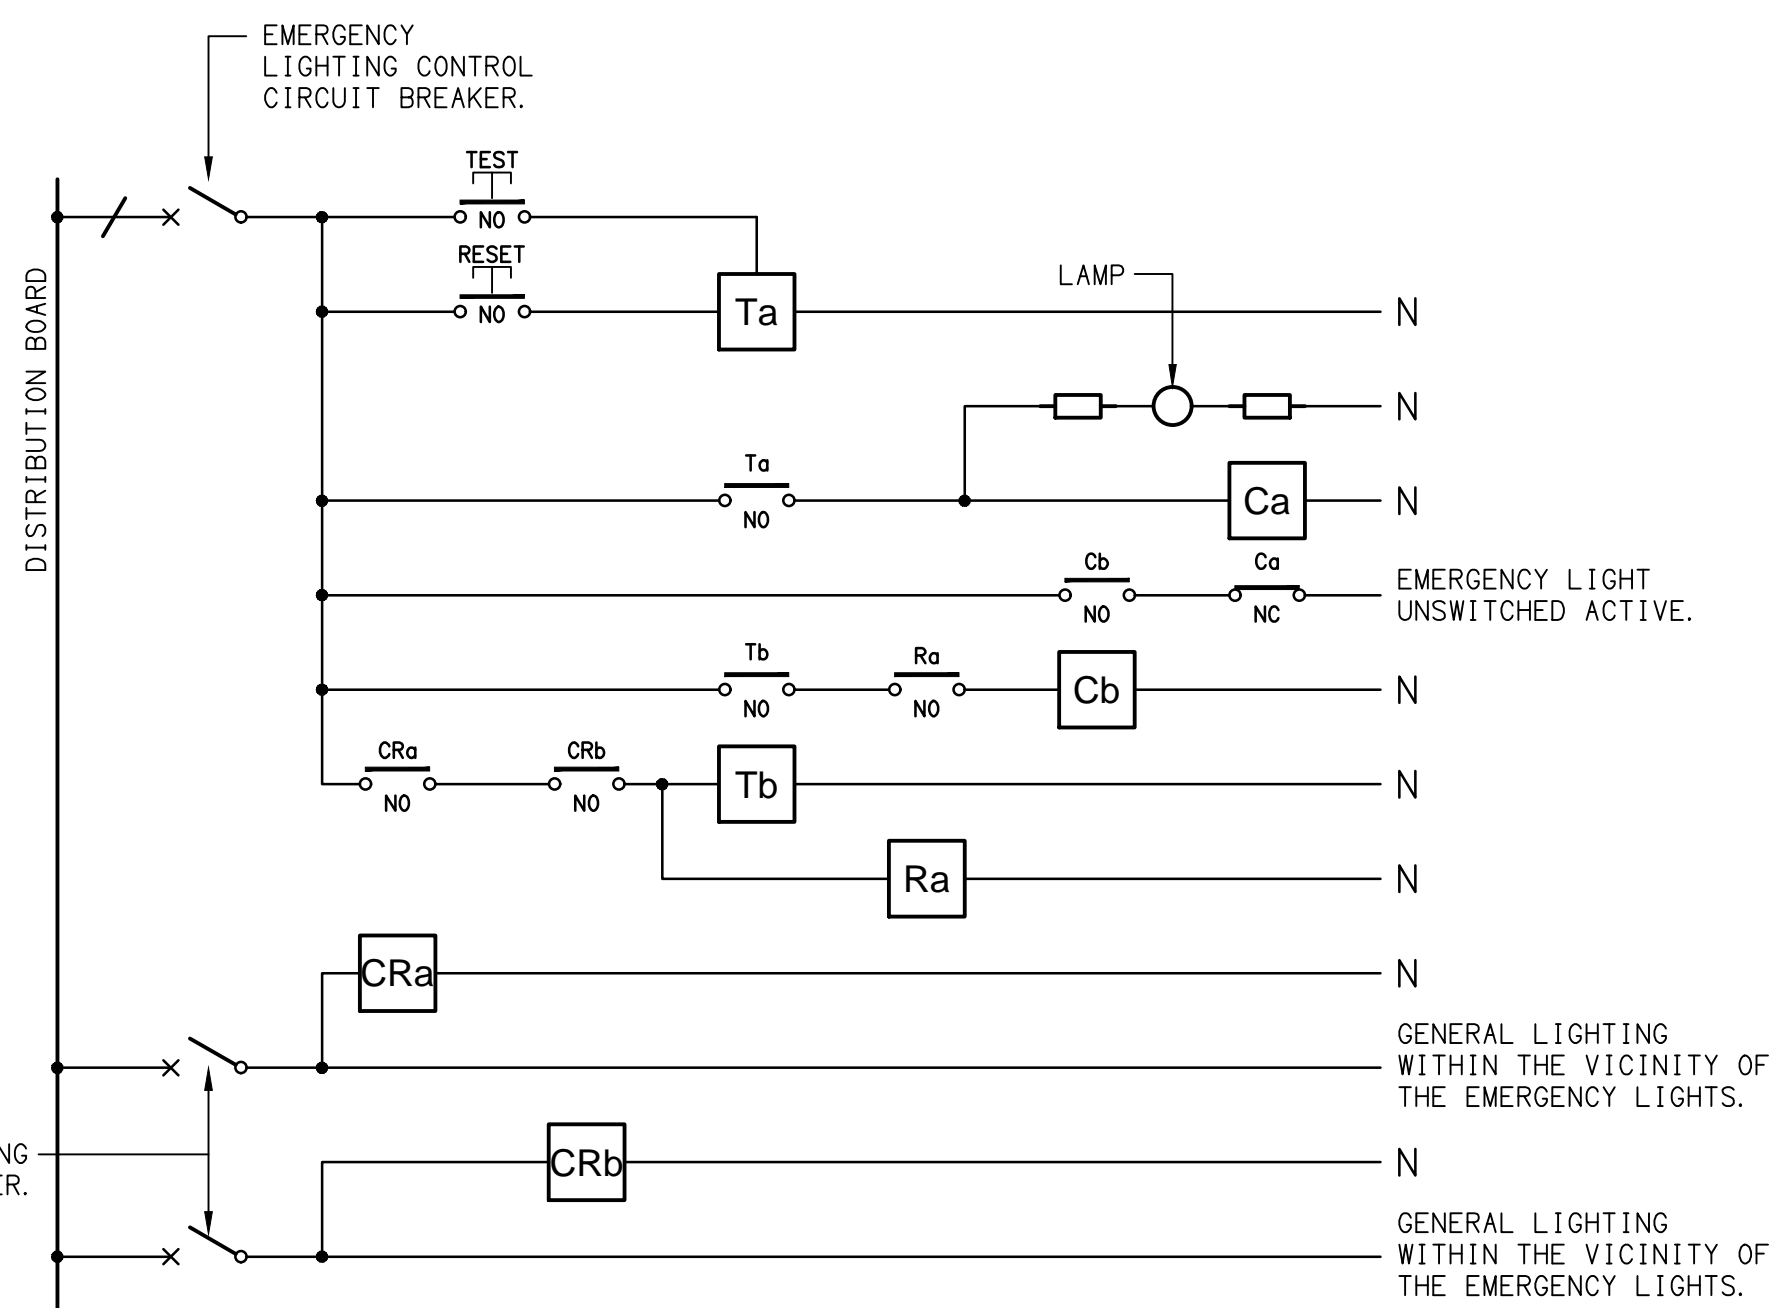 EMERGENCY
LIGHTING CONTROL
CIRCUIT BREAKER.
TEST
NO
RESET
NO
DISTRIBUTION BOARD
Ta
LAMP
N
N
Ta
NO
Ca
N
Cb
NO
Ca
NC
EMERGENCY LIGHT
UNSWITCHED ACTIVE.
Tb
NO
Ra
NO
Cb
N
CRa
NO
CRb
NO
Tb
N
Ra
N
CRa
N
GENERAL LIGHTING
WITHIN THE VICINITY OF
THE EMERGENCY LIGHTS.
CRb
N
GENERAL LIGHTING
WITHIN THE VICINITY OF
THE EMERGENCY LIGHTS.